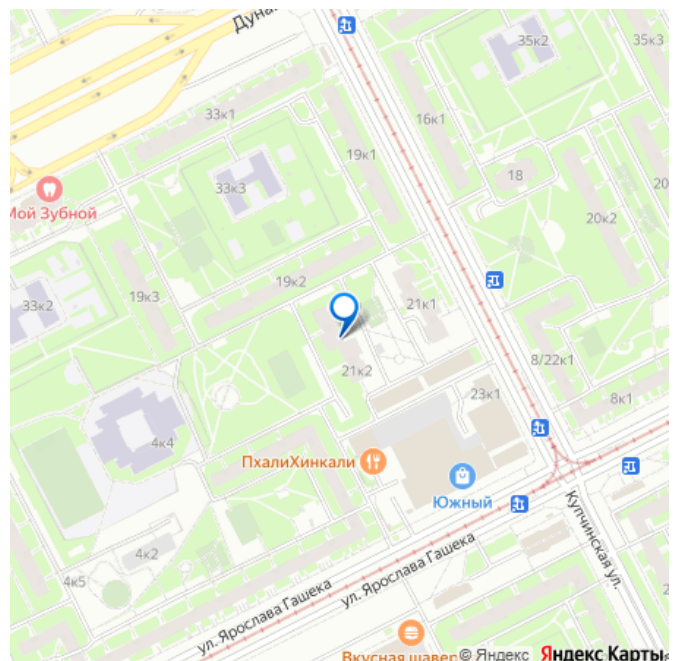 Дуна
35к2
35к3
33к1
16к1
19к1
18
33к3
20
Мой Зубной
20к2
19к2
33к2
19к3
21к1
8/22к1
21к2
23к1
8к1
4к4
ПхалиХинкали
Южный
Купчинская ул.
4к2
4к5
ул. Ярослава Гашека
ул. Ярослава Гашека
2
Вкусная шавер
© Яндекс Яндекс Карты